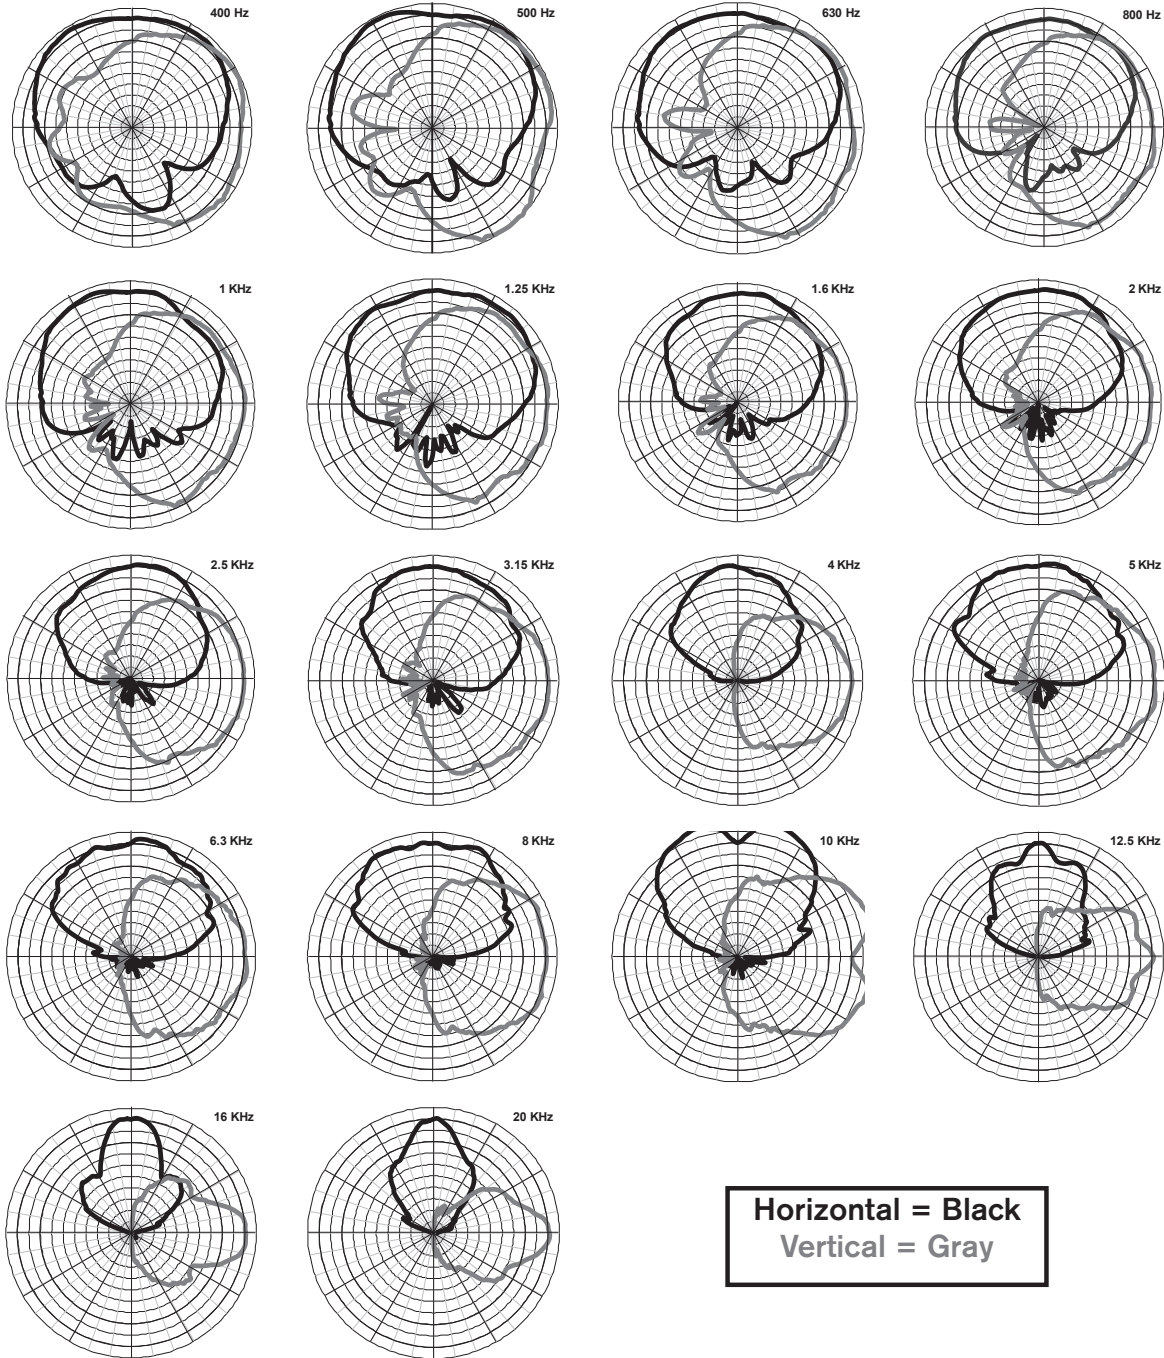 400 Hz
500 Hz
630 Hz
800 Hz
1 KHz
1.25 KHz
1.6 KHz
2 KHz
2.5 KHz
3.15 KHz
4 KHz
5 KHz
6.3 KHz
8 KHz
10 KHz
12.5 KHz
16 KHz
20 KHz
Horizontal = Black
Vertical = Gray